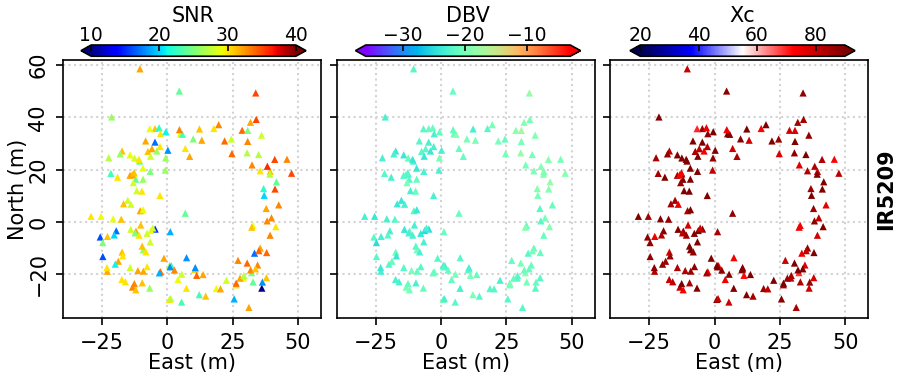 SNR DBV Xc
10 20 30 40 −30 −20 −10 20 40 60 80
60
40
20
0
−20
North (m)
IR5209
−25 0 25 50 −25 0 25 50 −25 0 25 50
East (m) East (m) East (m)